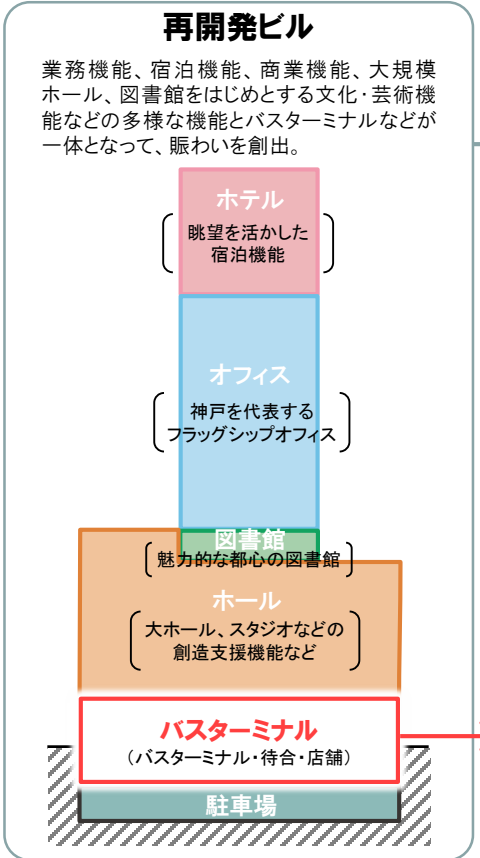 再開発ビル
業務機能、宿泊機能、商業機能、大規模
ホール、図書館をはじめとする文化・芸術機
能などの多様な機能とバスターミナルなどが
一体となって、賑わいを創出。
ホテル
眺望を活かした
宿泊機能
オフィス
神戸を代表する
フラッグシップオフィス
図書館
魅力的な都心の図書館
ホール
大ホール、スタジオなどの
創造支援機能など
バスターミナル
（バスターミナル・待合・店舗）
駐車場